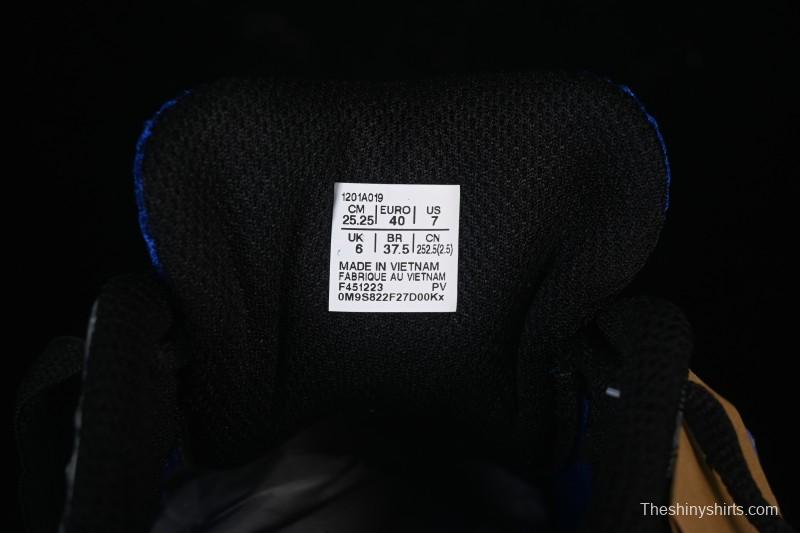 1201A019
CM | EURO | US
25.25 | 40 | 7
UK | BR | CN
6 | 37.5 | 252.5(2.5)
MADE IN VIETNAM
FABRIQUE AU VIETNAM
F451223 PV
0M9S822F27D00Kx
Theshinyshirts.com